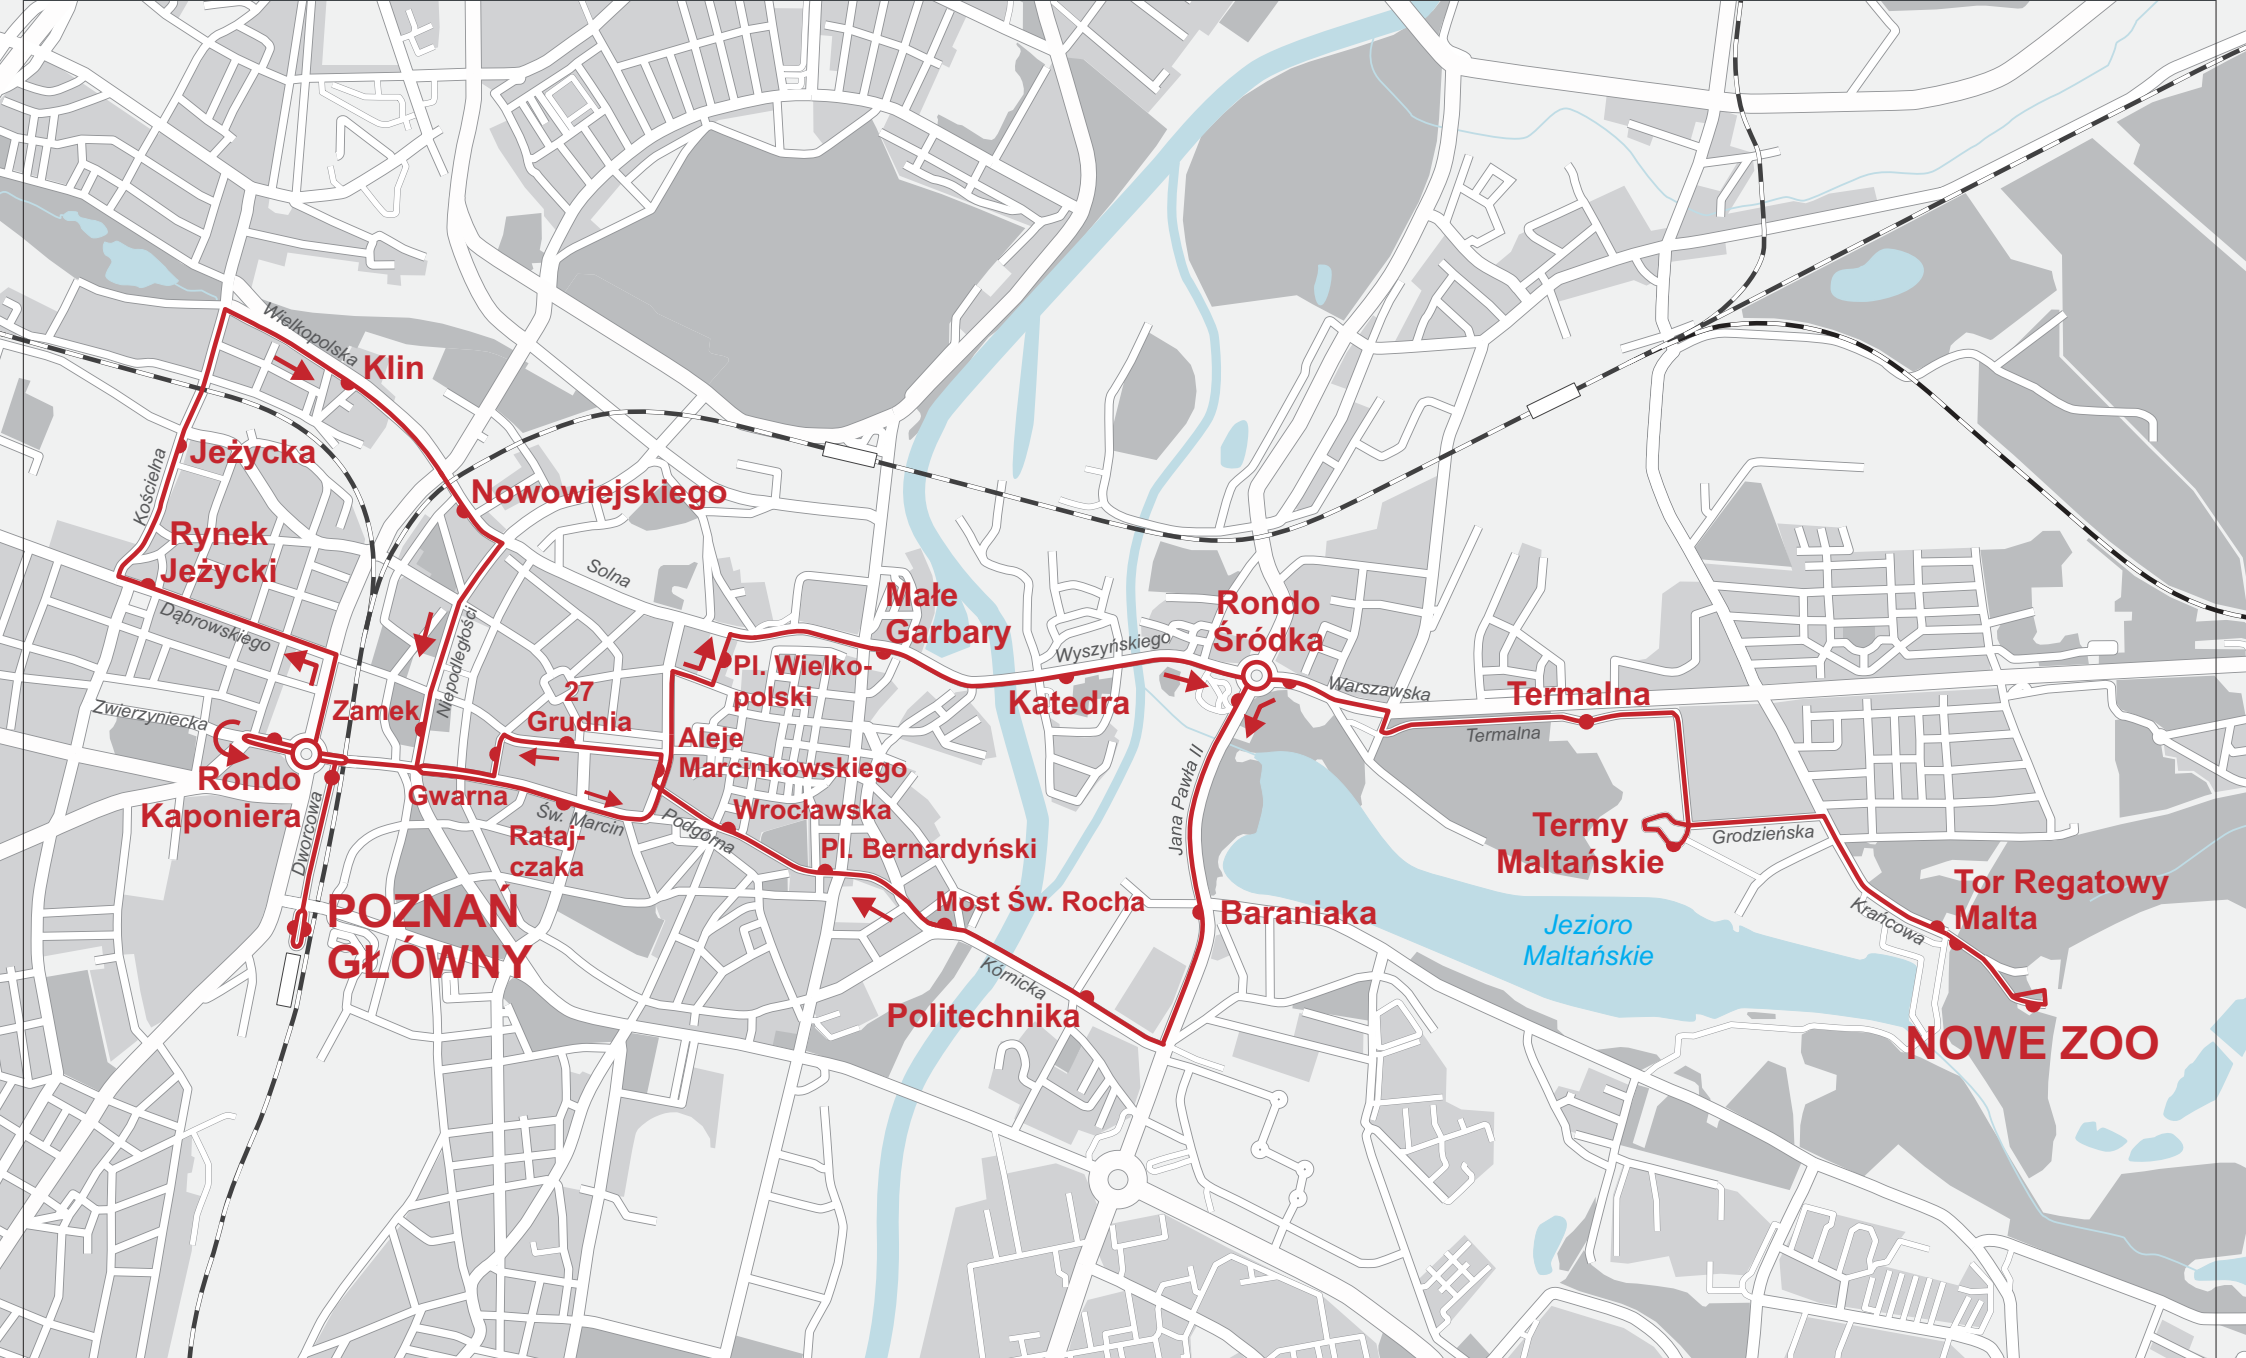 Wielkopolska
Klin
Jeżycka
Kościelna
Nowowiejskiego
Rynek
Jeżycki
Solna
Dąbrowskiego
Niepodległości
Małe
Garbary
Rondo
Śródka
Wyszyńskiego
Pl. Wielko-
polski
Katedra
Warszawska
Termalna
Termalna
Zwierzyniecka
Zamek
27
Grudnia
Aleje
Marcinkowskiego
Rondo
Kaponiera
Gwarna
Św. Marcin
Wrocławska
Podgórna
Rataj-
czaka
Dworcowa
Jana Pawła II
Termy
Maltańskie
Grodzieńska
Pl. Bernardyński
POZNAŃ
GŁÓWNY
Most Św. Rocha
Baraniaka
Jezioro
Maltańskie
Tor Regatowy
Malta
Krańcowa
Kórnicka
Politechnika
NOWE ZOO